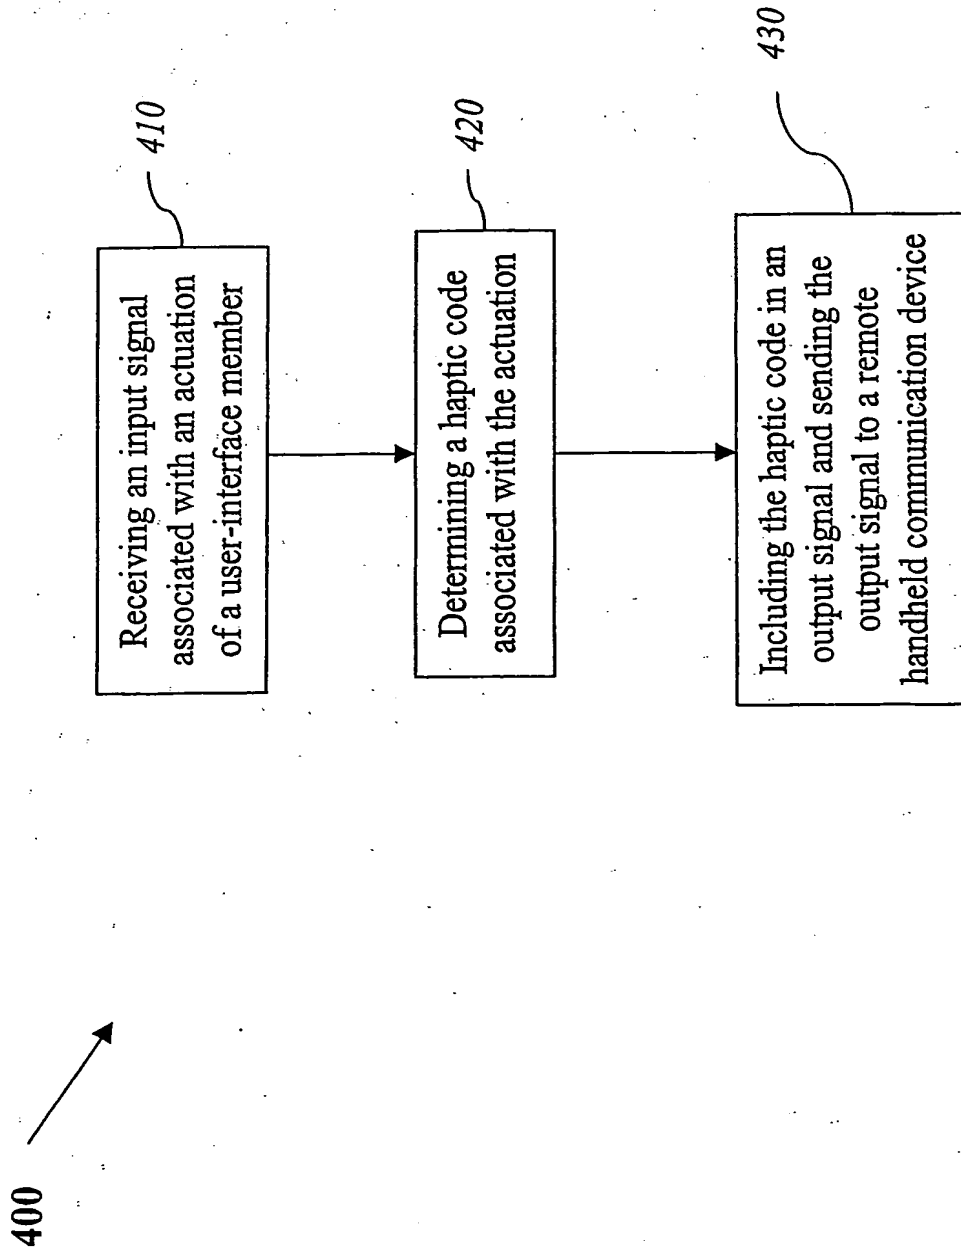 400
Receiving an input signal
associated with an actuation
of a user-interface member
410
Determining a haptic code
associated with the actuation
420
Including the haptic code in an
output signal and sending the
output signal to a remote
handheld communication device
430